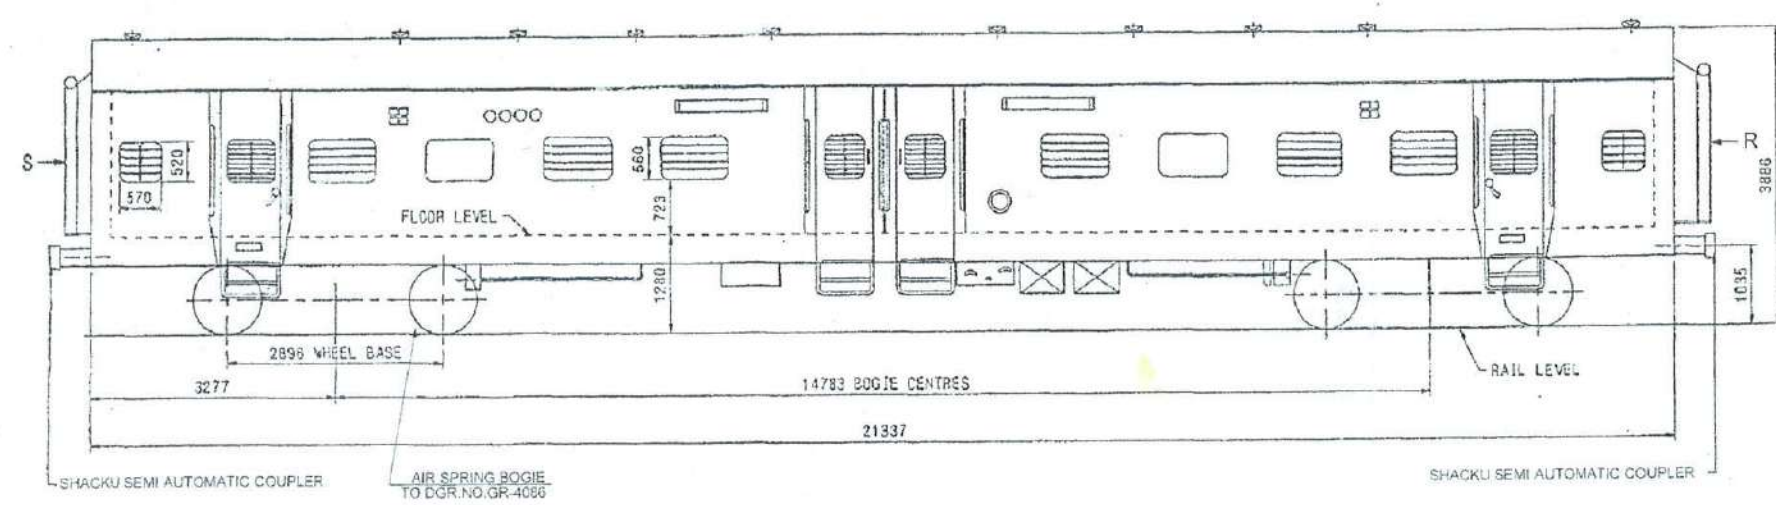 S
R
520
570
560
723
1280
3886
1035
FLOOR LEVEL
2896 WHEEL BASE
3277
14783 BOGIE CENTRES
RAIL LEVEL
21337
SHACKU SEMI AUTOMATIC COUPLER
AIR SPRING BOGIE
TO DGR.NO.GR-4086
SHACKU SEMI AUTOMATIC COUPLER